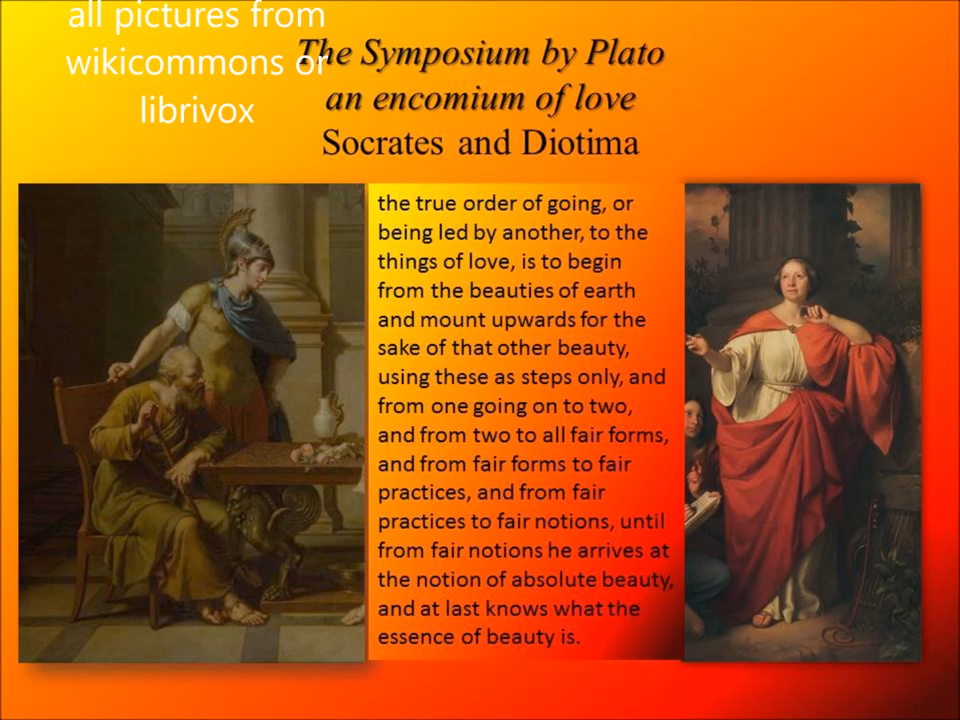 all pictures from
wikicommons or
librivox
The Symposium by Plato
an encomium of love
Socrates and Diotima
the true order of going, or
being led by another, to the
things of love, is to begin
from the beauties of earth
and mount upwards for the
sake of that other beauty,
using these as steps only, and
from one going on to two,
and from two to all fair forms,
and from fair forms to fair
practices, and from fair
practices to fair notions, until
from fair notions he arrives at
the notion of absolute beauty,
and at last knows what the
essence of beauty is.